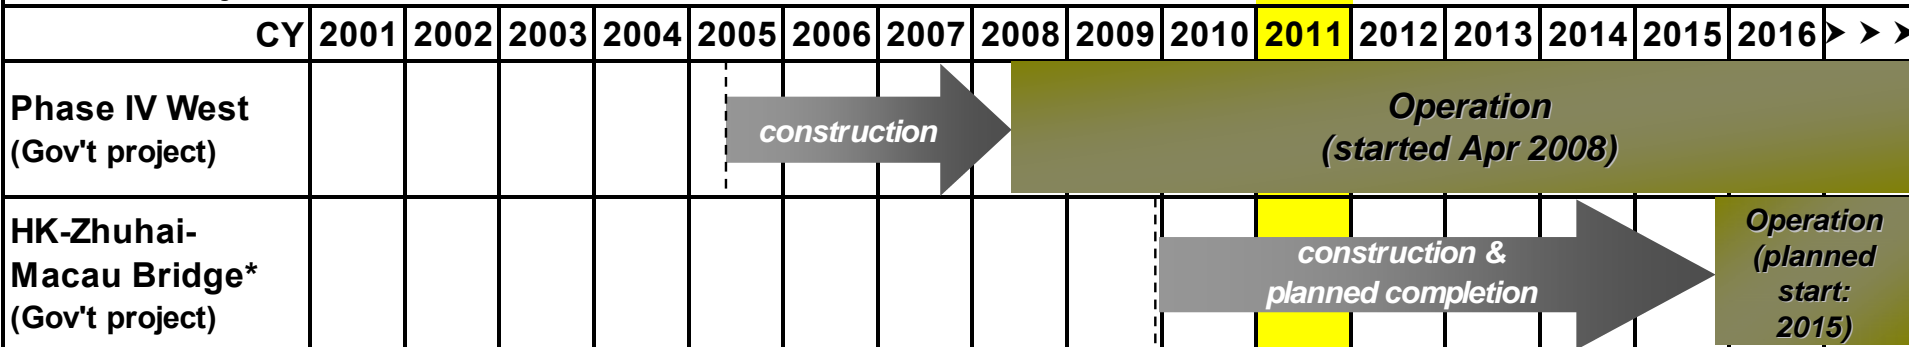 CY 2001 2002 2003 2004 2005 2006 2007 2008 2009 2010 2011 2012 2013 2014 2015 2016
Phase IV West
(Gov't project)
construction
Operation
(started Apr 2008)
HK-Zhuhai-
Macau Bridge*
(Gov't project)
construction &
planned completion
Operation
(planned
start:
2015)